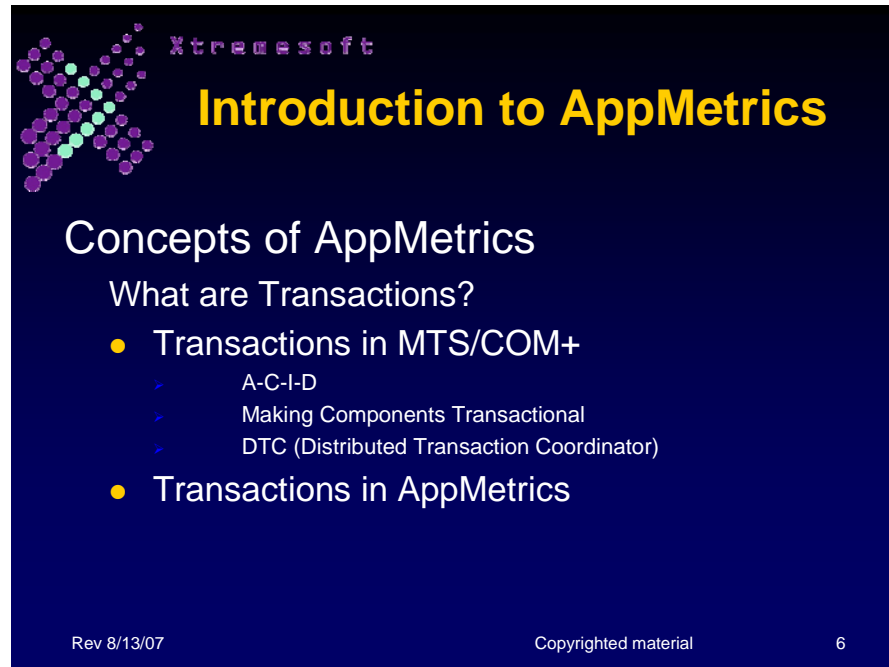 Xtremesoft
Introduction to AppMetrics
Concepts of AppMetrics
What are Transactions?
Transactions in MTS/COM+
A-C-I-D
Making Components Transactional
DTC (Distributed Transaction Coordinator)
Transactions in AppMetrics
Rev 8/13/07 Copyrighted material 6